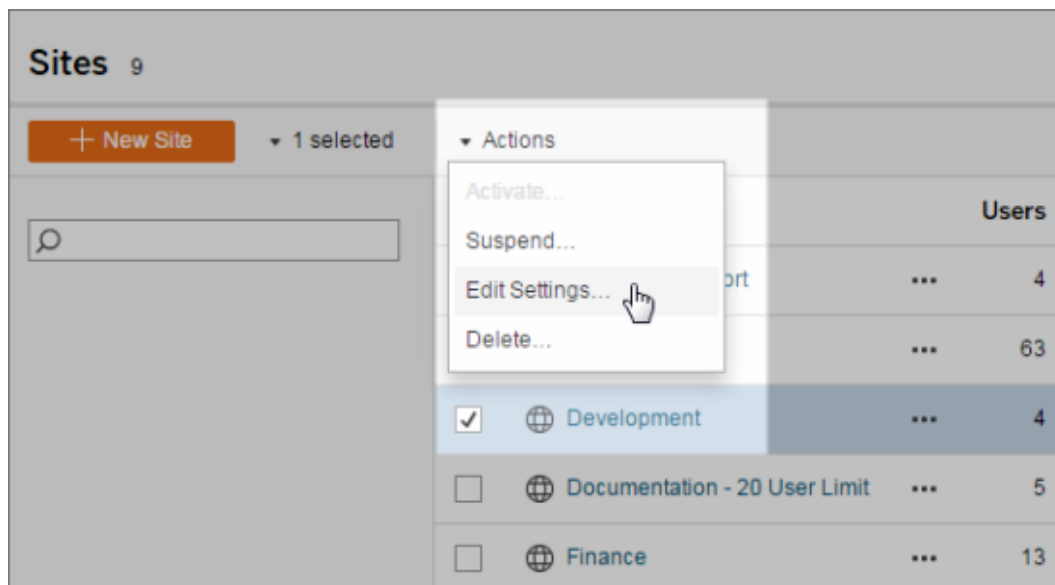 Sites 9
+ New Site
1 selected
Actions
Activate...
Suspend...
Edit Settings...
Delete...
Users
ort ... 4
... 63
Development ... 4
Documentation - 20 User Limit ... 5
Finance ... 13